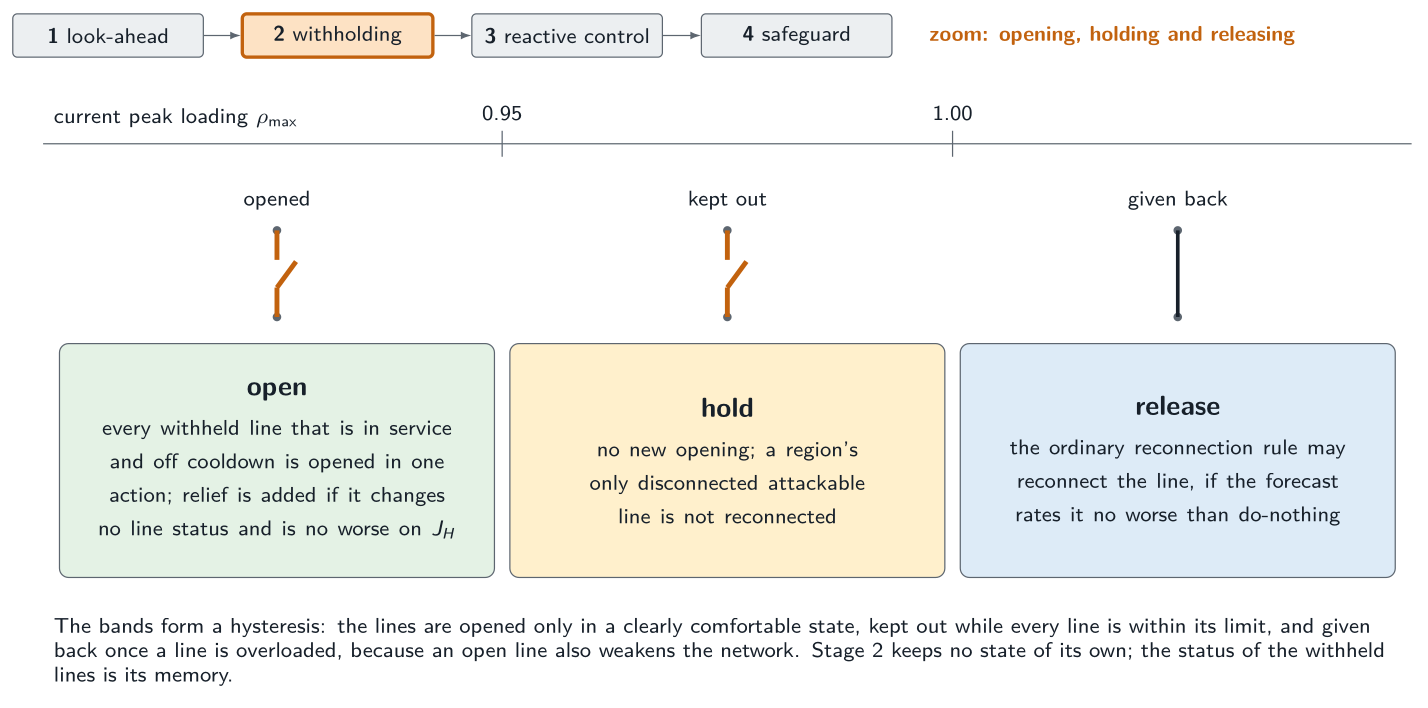 1 look-ahead
2 withholding
3 reactive control
4 safeguard
zoom: opening, holding and releasing
current peak loading ρmax
0.95
1.00
opened
kept out
given back
open
every withheld line that is in service
and off cooldown is opened in one
action; relief is added if it changes
no line status and is no worse on JH
hold
no new opening; a region's
only disconnected attackable
line is not reconnected
release
the ordinary reconnection rule may
reconnect the line, if the forecast
rates it no worse than do-nothing
The bands form a hysteresis: the lines are opened only in a clearly comfortable state, kept out while every line is within its limit, and given
back once a line is overloaded, because an open line also weakens the network. Stage 2 keeps no state of its own; the status of the withheld
lines is its memory.